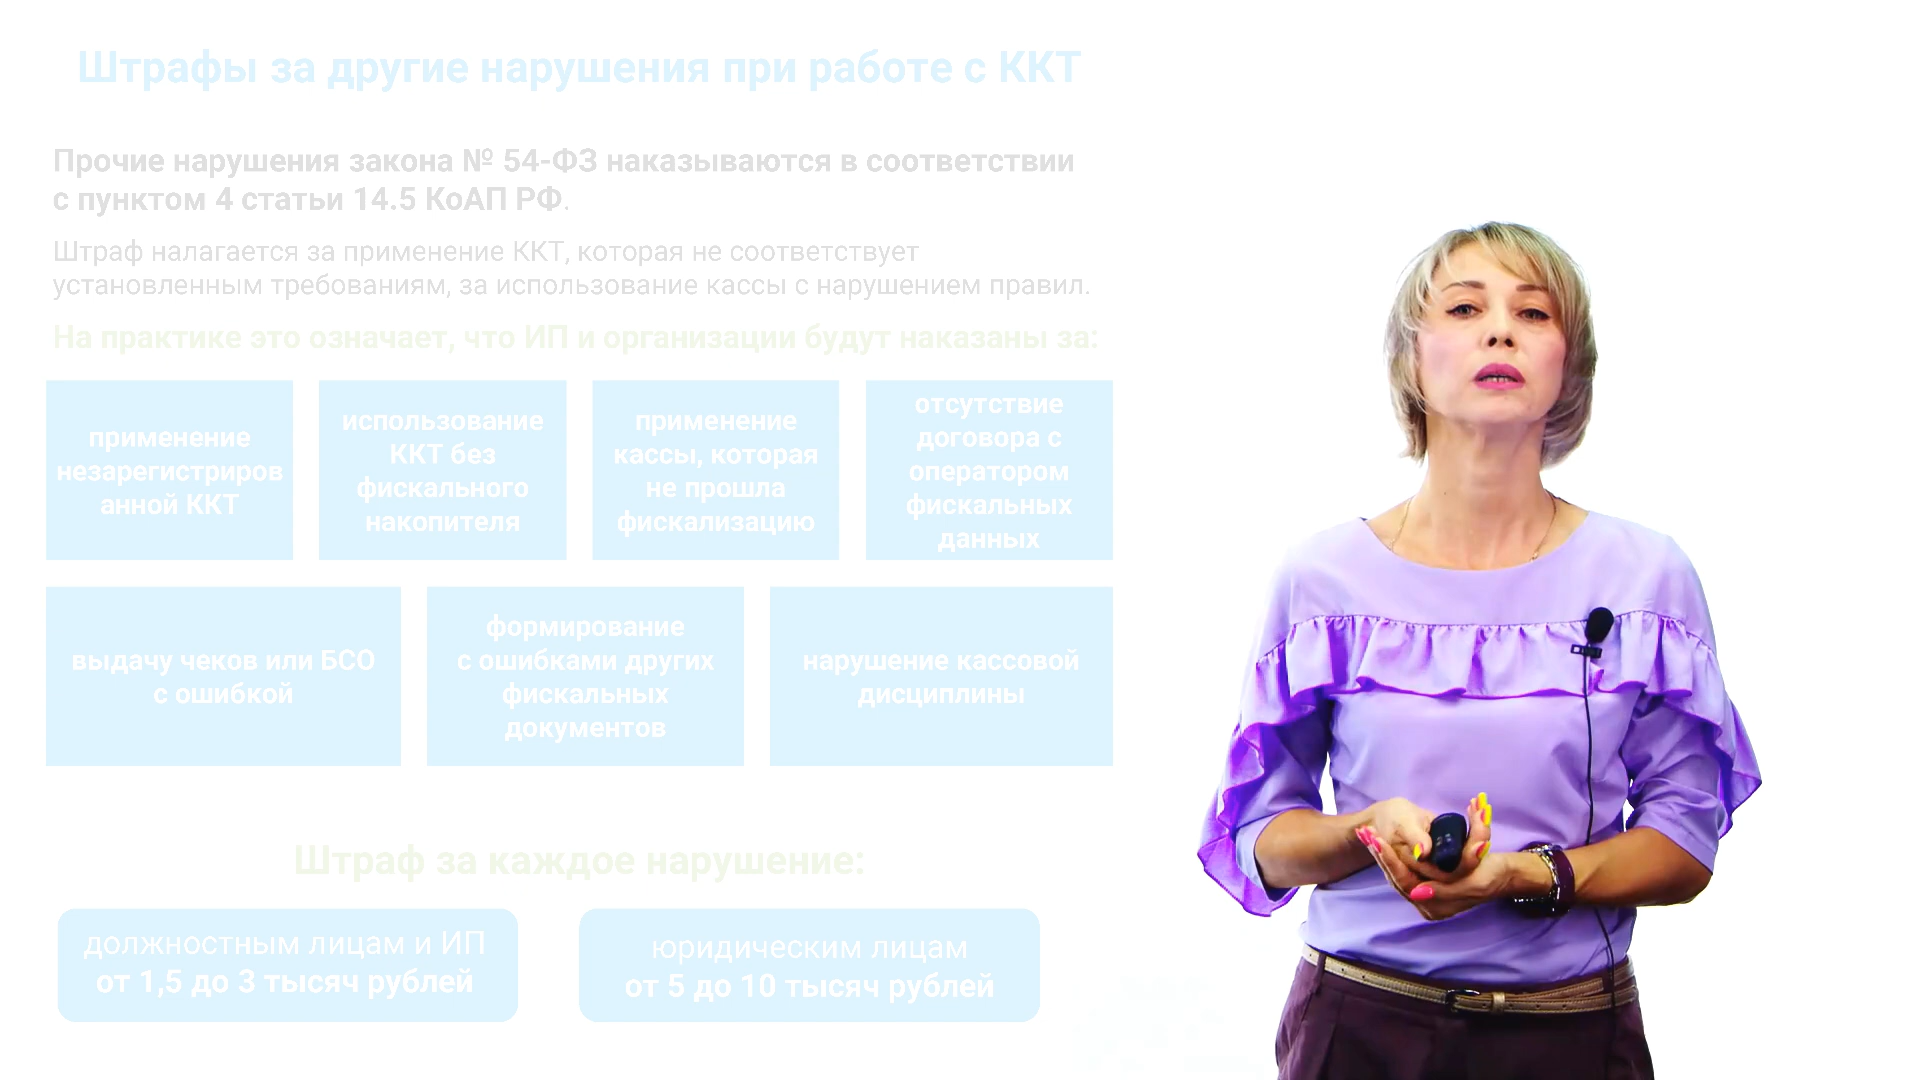 Штрафы за другие нарушения при работе с ККТ
Прочие нарушения закона № 54-ФЗ наказываются в соответствии
с пунктом 4 статьи 14.5 КоАП РФ.
Штраф налагается за применение ККТ, которая не соответствует
установленным требованиям, за использование кассы с нарушением правил.
На практике это означает, что ИП и организации будут наказаны за:
применение
незарегистриров
анной ККТ
использование
ККТ без
фискального
накопителя
применение
кассы, которая
не прошла
фискализацию
отсутствие
договора с
оператором
фискальных
данных
выдачу чеков или БСО
с ошибкой
формирование
с ошибками других
фискальных
документов
нарушение кассовой
дисциплины
Штраф за каждое нарушение:
должностным лицам и ИП
от 1,5 до 3 тысяч рублей
юридическим лицам
от 5 до 10 тысяч рублей